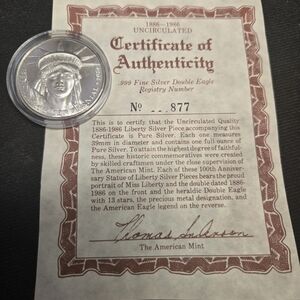 1886-1986
UNCIRCULATED
Certificate of
Authenticity
.999 Fine Silver Double Eagle
Registry Number
No. 877
This is to certify that the Uncirculated Quality
1886-1986 Liberty Silver Piece accompanying this
Certificate is Pure Silver. Each one measures
39mm in diameter and contains one full ounce of
Pure Silver. To attain the highest degree of faithful-
ness, these historic commemoratives were created
by skilled craftsmen under the close supervision of
The American Mint. Each of these 100th Anniver-
sary Statue of Liberty Silver Pieces bears the proud
portrait of Miss Liberty and the double dated 1886-
1986 on the front and the heraldic Double-Eagle
with 13 stars, the precious metal designation, and
the American Eagle legend on the reverse.
Thomas Anderson
The American Mint